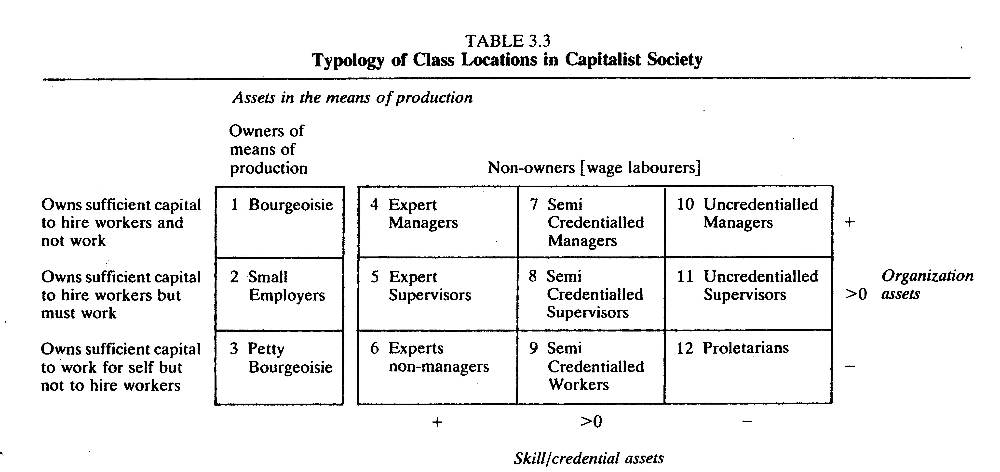 TABLE 3.3
Typology of Class Locations in Capitalist Society
Assets in the means of production
Owners of
means of
production
Non-owners [wage labourers]
Owns sufficient capital
to hire workers and
not work
1 Bourgeoisie
4 Expert
Managers
7 Semi
Credentialled
Managers
10 Uncredentialled
Managers
+
Owns sufficient capital
to hire workers but
must work
2 Small
Employers
5 Expert
Supervisors
8 Semi
Credentialled
Supervisors
11 Uncredentialled
Supervisors
>0
Organization
assets
Owns sufficient capital
to work for self but
not to hire workers
3 Petty
Bourgeoisie
6 Experts
non-managers
9 Semi
Credentialled
Workers
12 Proletarians
−
+
>0
−
Skill/credential assets